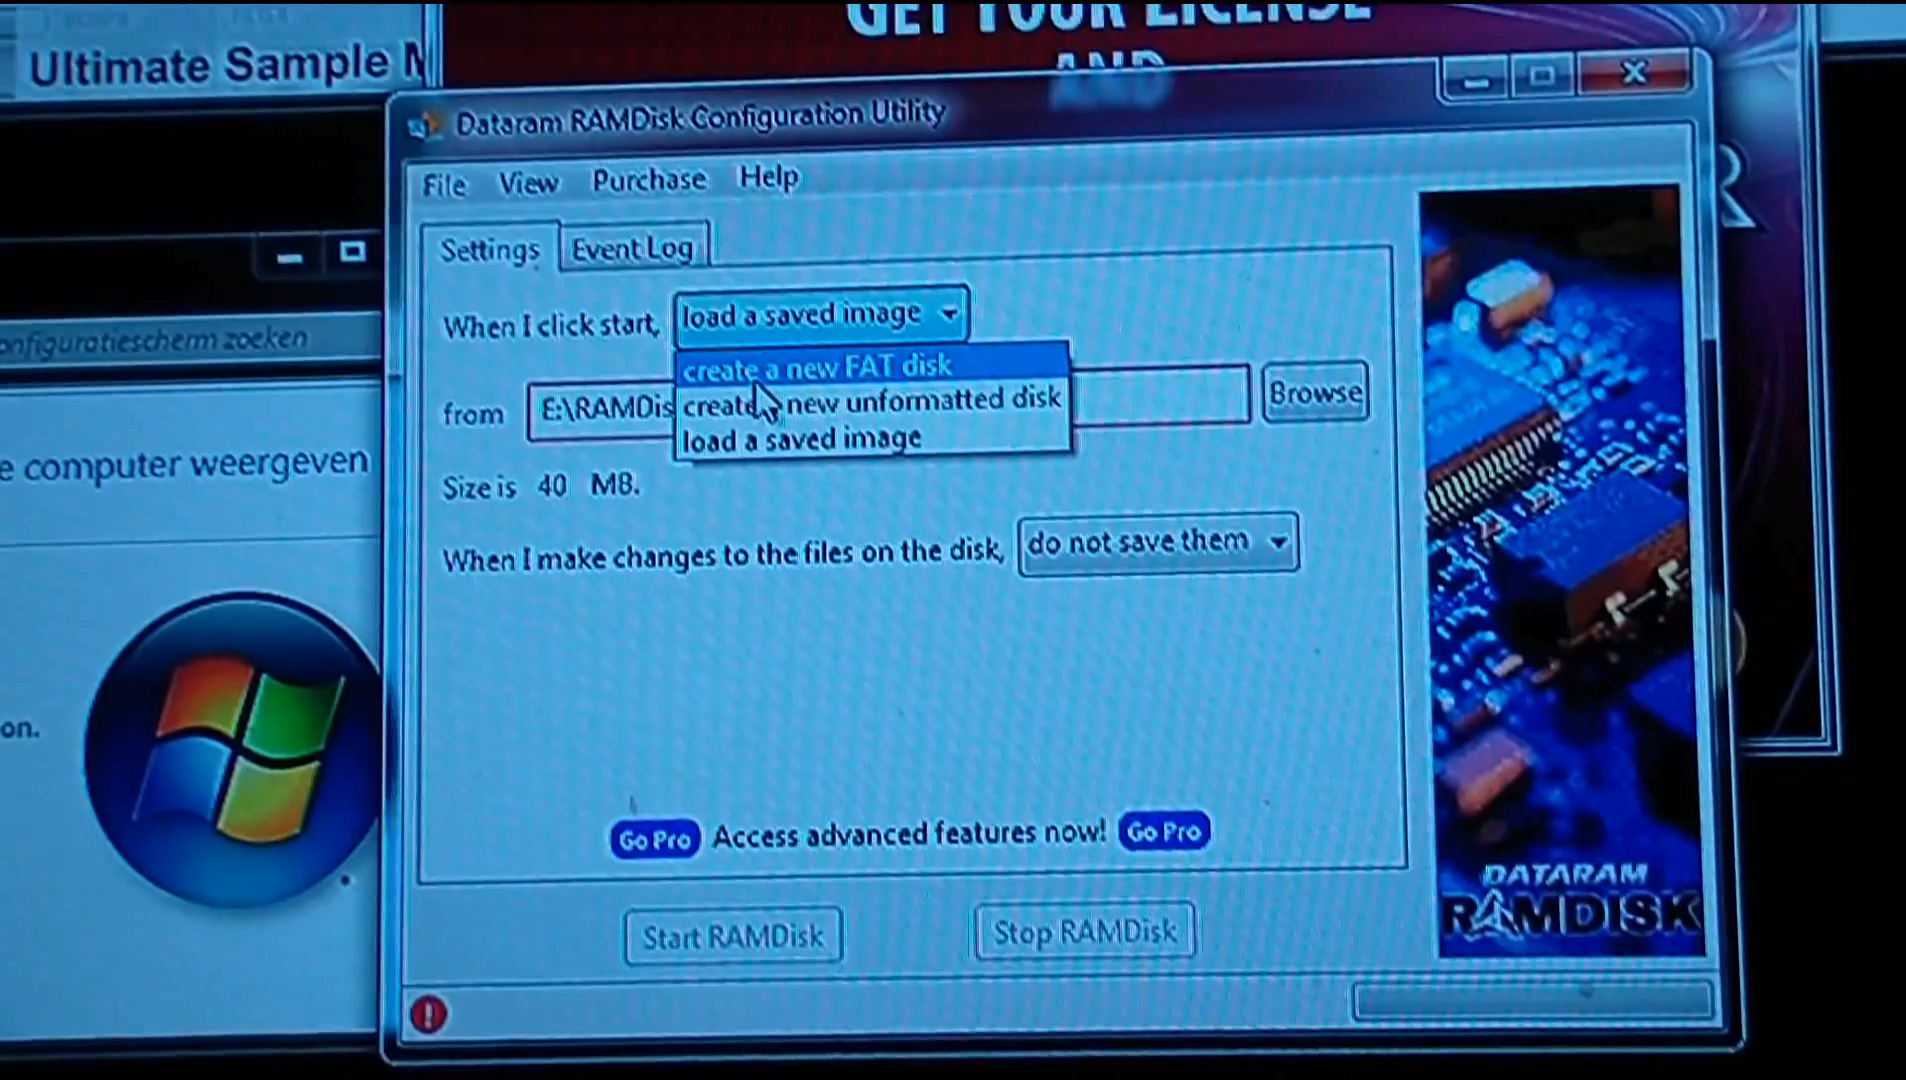 GET YOUR LICENSE
AND
Ultimate Sample M
Dataram RAMDisk Configuration Utility
File View Purchase Help
R
Settings Event Log
When I click start, load a saved image
onfiguratiescherm zoeken
create a new FAT disk
from E:\RAMDis create new unformatted disk Browse
load a saved image
e computer weergeven
Size is 40 MB.
When I make changes to the files on the disk, do not save them
on.
Go Pro Access advanced features now! Go Pro
DATARAM
RAMDISK
Start RAMDisk Stop RAMDisk